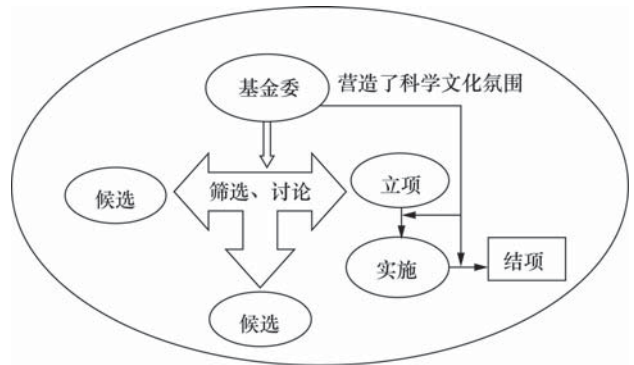 基金委
营造了科学文化氛围
候选
筛选、讨论
立项
实施
结项
候选